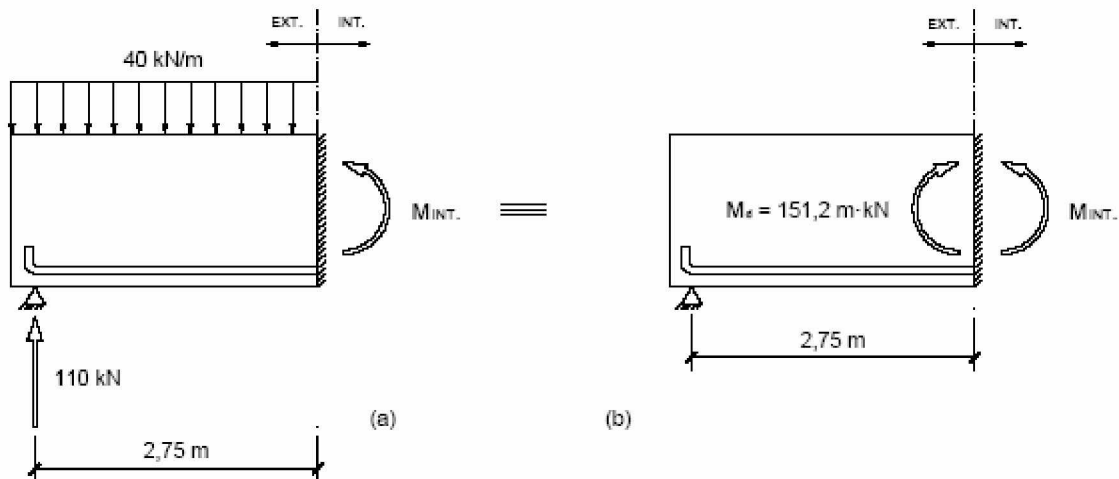 EXT. INT.
40 kN/m
MINT.
110 kN
2,75 m
(a)
EXT. INT.
Md = 151,2 m·kN
MINT.
2,75 m
(b)